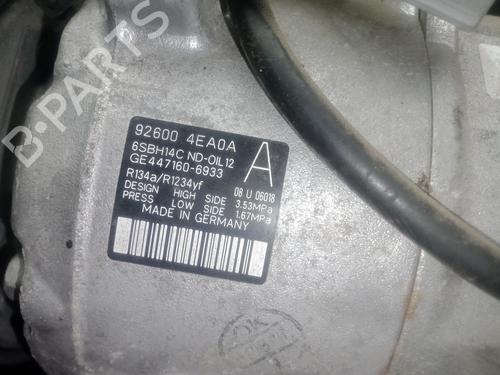 B-PARTS
92600 4EA0A
6SBH14C ND-OIL12
GE447160-6933
A
R134a/R1234yf 08 U 06018
DESIGN HIGH SIDE 3.53MPa
PRESS LOW SIDE 1.67MPa
MADE IN GERMANY
OK